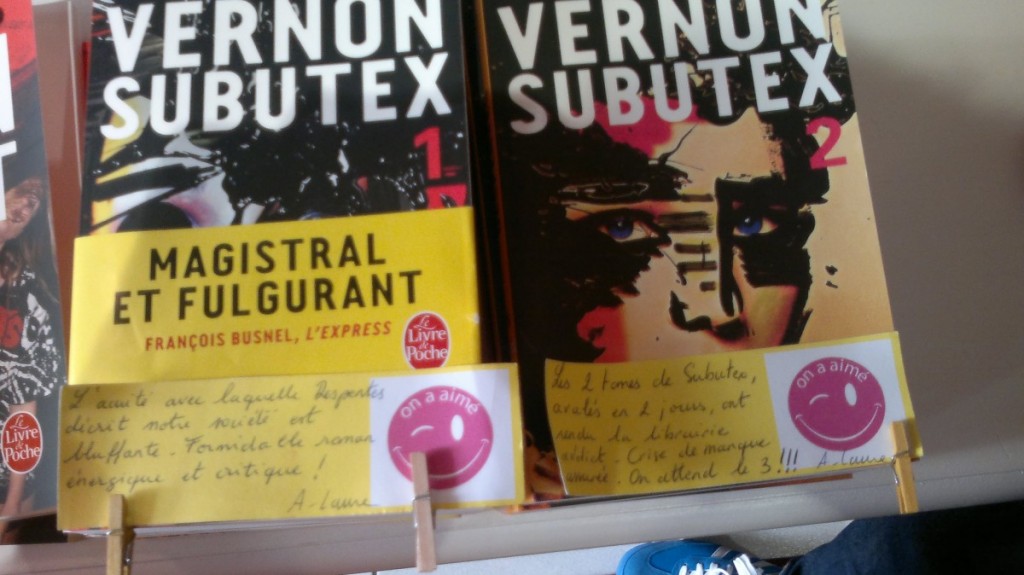 VERNON
SUBUTEX
1
MAGISTRAL
ET FULGURANT
FRANÇOIS BUSNEL, L'EXPRESS
Le
Livre
de
Poche
L'acuité avec laquelle Despentes
décrit notre société est
bluffante - Formidable roman
énergique et critique !
A-Laure
on a aimé
VERNON
SUBUTEX
2
Les 2 tomes de Subutex,
avalés en 2 jours, ont
rendu la librairie
addict - Crise de manque
On attend le 3 !!!
A-Laure
on a aimé
Le
Livre
de
Poche